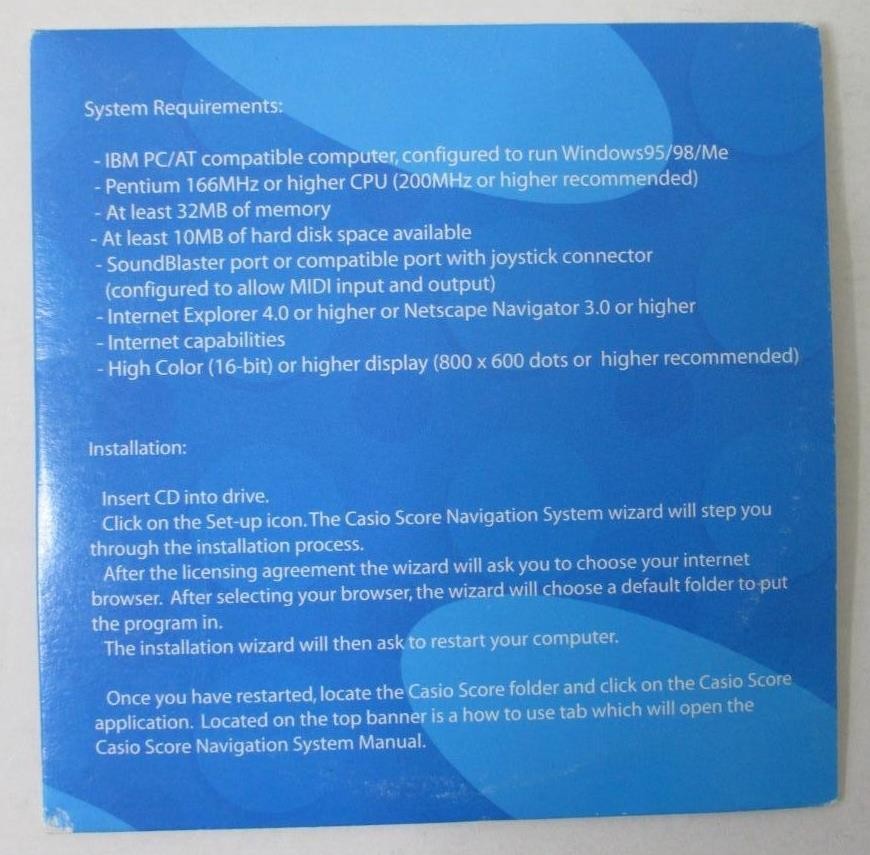 System Requirements:
- IBM PC/AT compatible computer, configured to run Windows95/98/Me
- Pentium 166MHz or higher CPU (200MHz or higher recommended)
- At least 32MB of memory
- At least 10MB of hard disk space available
- SoundBlaster port or compatible port with joystick connector
(configured to allow MIDI input and output)
- Internet Explorer 4.0 or higher or Netscape Navigator 3.0 or higher
- Internet capabilities
- High Color (16-bit) or higher display (800 x 600 dots or higher recommended)
Installation:
Insert CD into drive.
Click on the Set-up icon. The Casio Score Navigation System wizard will step you
through the installation process.
After the licensing agreement the wizard will ask you to choose your internet
browser. After selecting your browser, the wizard will choose a default folder to put
the program in.
The installation wizard will then ask to restart your computer.
Once you have restarted, locate the Casio Score folder and click on the Casio Score
application. Located on the top banner is a how to use tab which will open the
Casio Score Navigation System Manual.